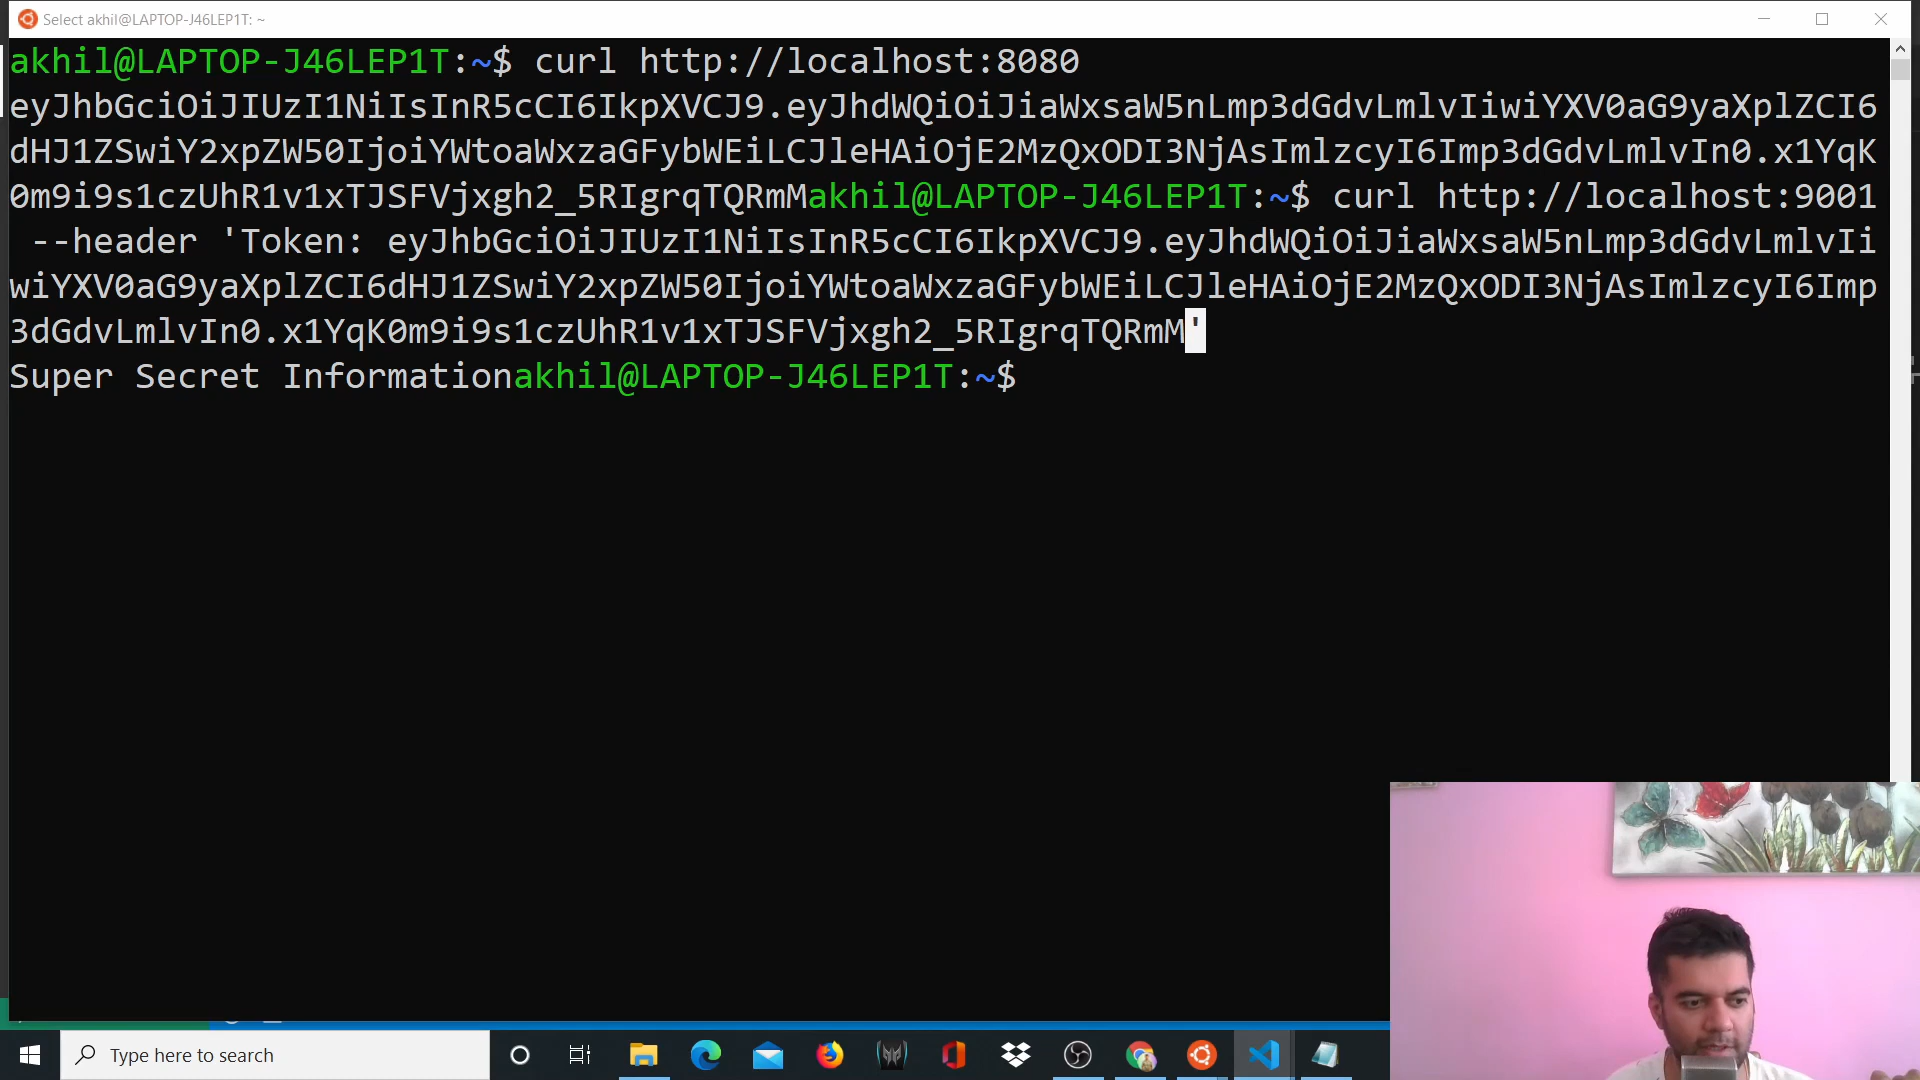 Select akhil@LAPTOP-J46LEP1T: ~
akhil@LAPTOP-J46LEP1T:~$ curl http://localhost:8080
eyJhbGciOiJIUzI1NiIsInR5cCI6IkpXVCJ9.eyJhdWQiOiJiaWxsaW5nLmp3dGdvLmlvIiwiYXV0aG9yaXplZCI6
dHJ1ZSwiY2xpZW50IjoiYWtoaWxzaGFybWEiLCJleHAiOjE2MzQxODI3NjAsImlzcyI6Imp3dGdvLmlvIn0.x1YqK
0m9i9s1czUhR1v1xTJSFVjxgh2_5RIgrqTQRmMakhil@LAPTOP-J46LEP1T:~$ curl http://localhost:9001
 --header 'Token: eyJhbGciOiJIUzI1NiIsInR5cCI6IkpXVCJ9.eyJhdWQiOiJiaWxsaW5nLmp3dGdvLmlvIi
wiYXV0aG9yaXplZCI6dHJ1ZSwiY2xpZW50IjoiYWtoaWxzaGFybWEiLCJleHAiOjE2MzQxODI3NjAsImlzcyI6Imp
3dGdvLmlvIn0.x1YqK0m9i9s1czUhR1v1xTJSFVjxgh2_5RIgrqTQRmM'
Super Secret Informationakhil@LAPTOP-J46LEP1T:~$
Type here to search